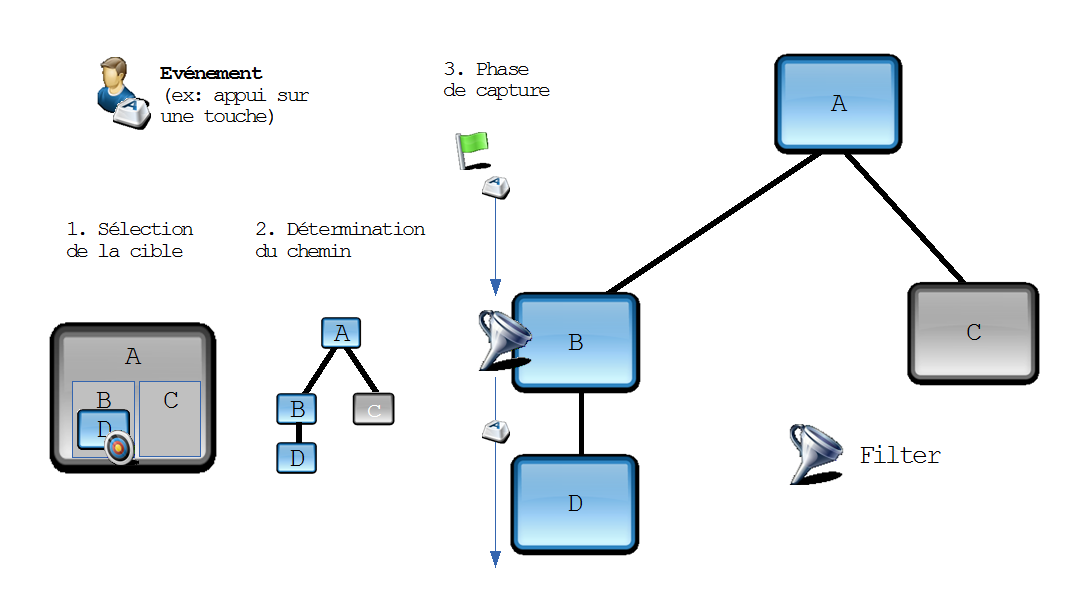 Evénement
(ex: appui sur
une touche)
A
3. Phase
de capture
A
A
1. Sélection
de la cible
2. Détermination
du chemin
A
B
C
D
A
B
C
D
B
C
A
D
Filter